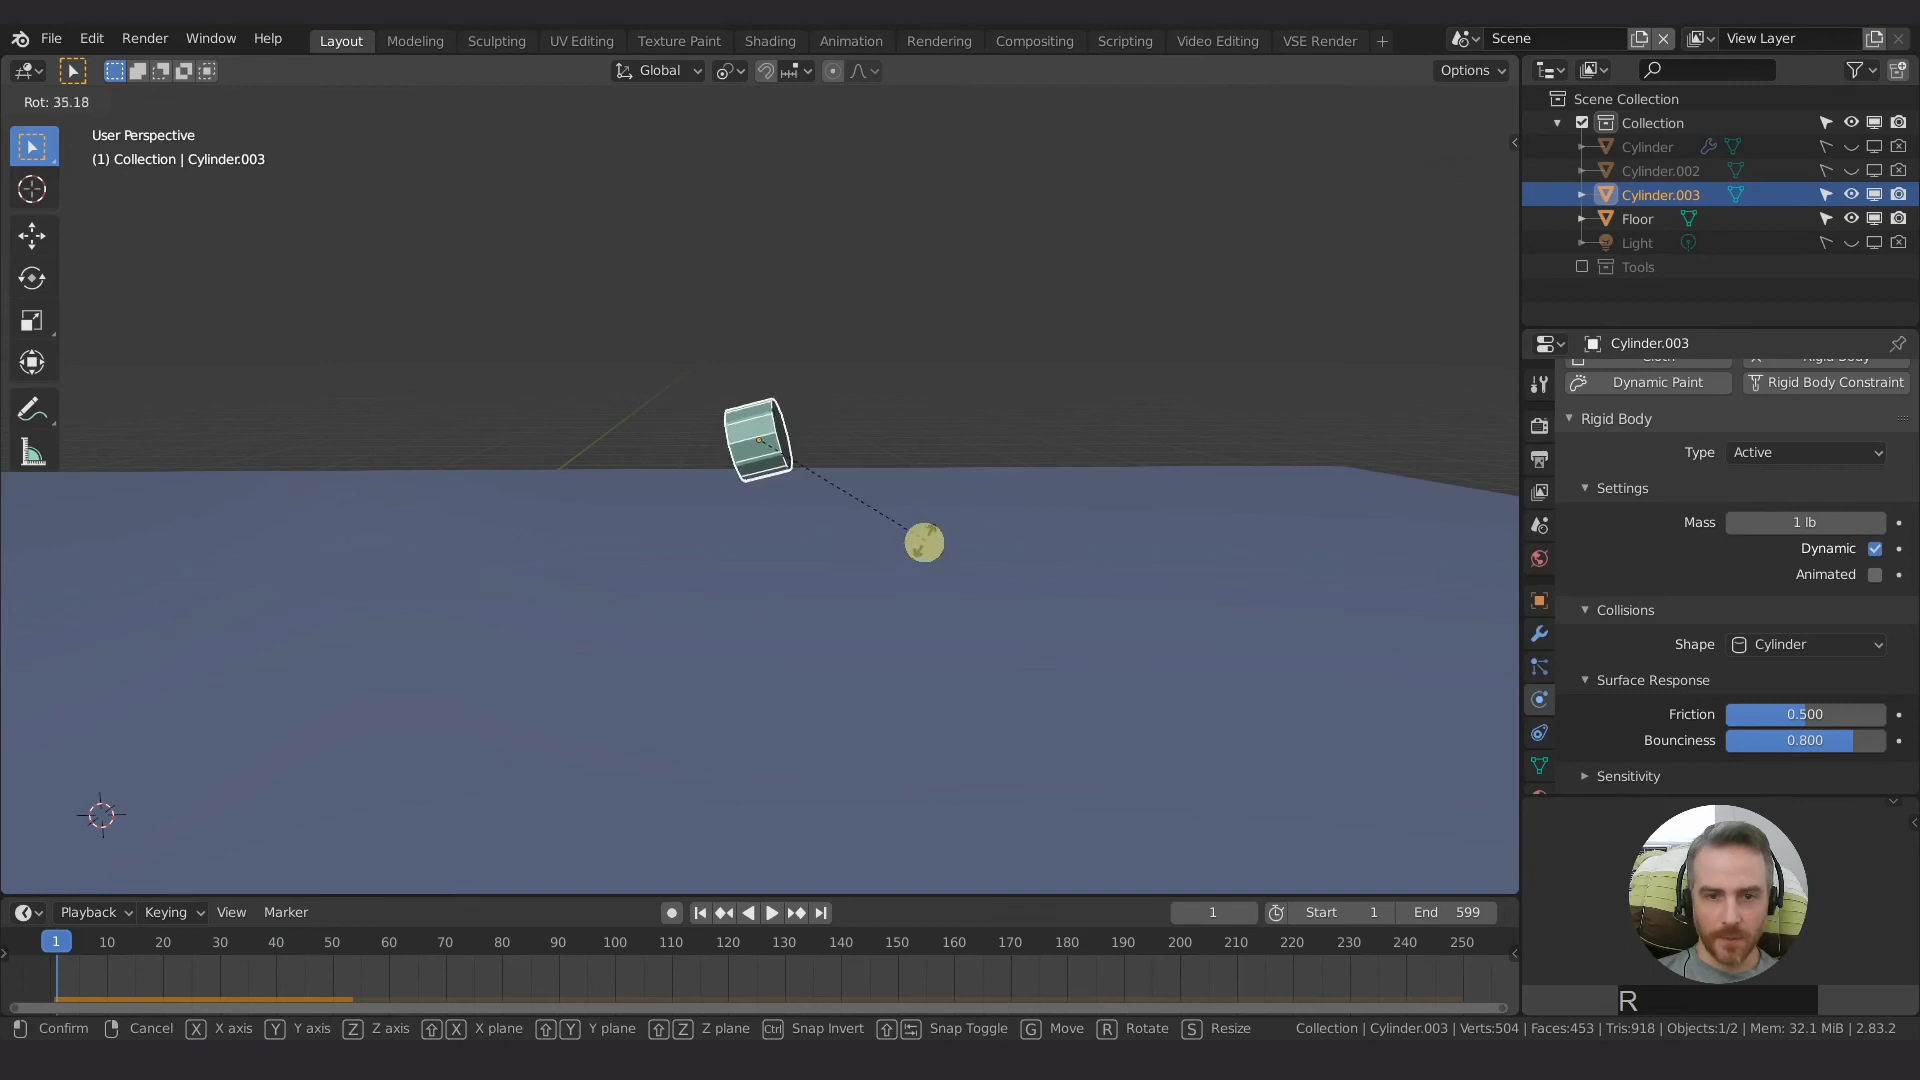 File Edit Render Window Help
Layout Modeling Sculpting UV Editing Texture Paint Shading Animation Rendering Compositing Scripting Video Editing VSE Render
Scene
View Layer
Global
Options
Rot: 35.18
User Perspective
(1) Collection | Cylinder.003
Scene Collection
Collection
Cylinder
Cylinder.002
Cylinder.003
Floor
Light
Tools
Cylinder.003
Cloth Rigid Body
Dynamic Paint Rigid Body Constraint
Rigid Body
Type Active
Settings
Mass 1 lb
Dynamic
Animated
Collisions
Shape Cylinder
Surface Response
Friction 0.500
Bounciness 0.800
Sensitivity
Playback Keying View Marker
1 Start 1 End 599
1 10 20 30 40 50 60 70 80 90 100 110 120 130 140 150 160 170 180 190 200 210 220 230 240 250
R
Confirm Cancel X X axis Y Y axis Z Z axis X X plane Y Y plane Z Z plane Ctrl Snap Invert Snap Toggle G Move R Rotate S Resize Collection | Cylinder.003 | Verts:504 | Faces:453 | Tris:918 | Objects:1/2 | Mem: 32.1 MiB | 2.83.2